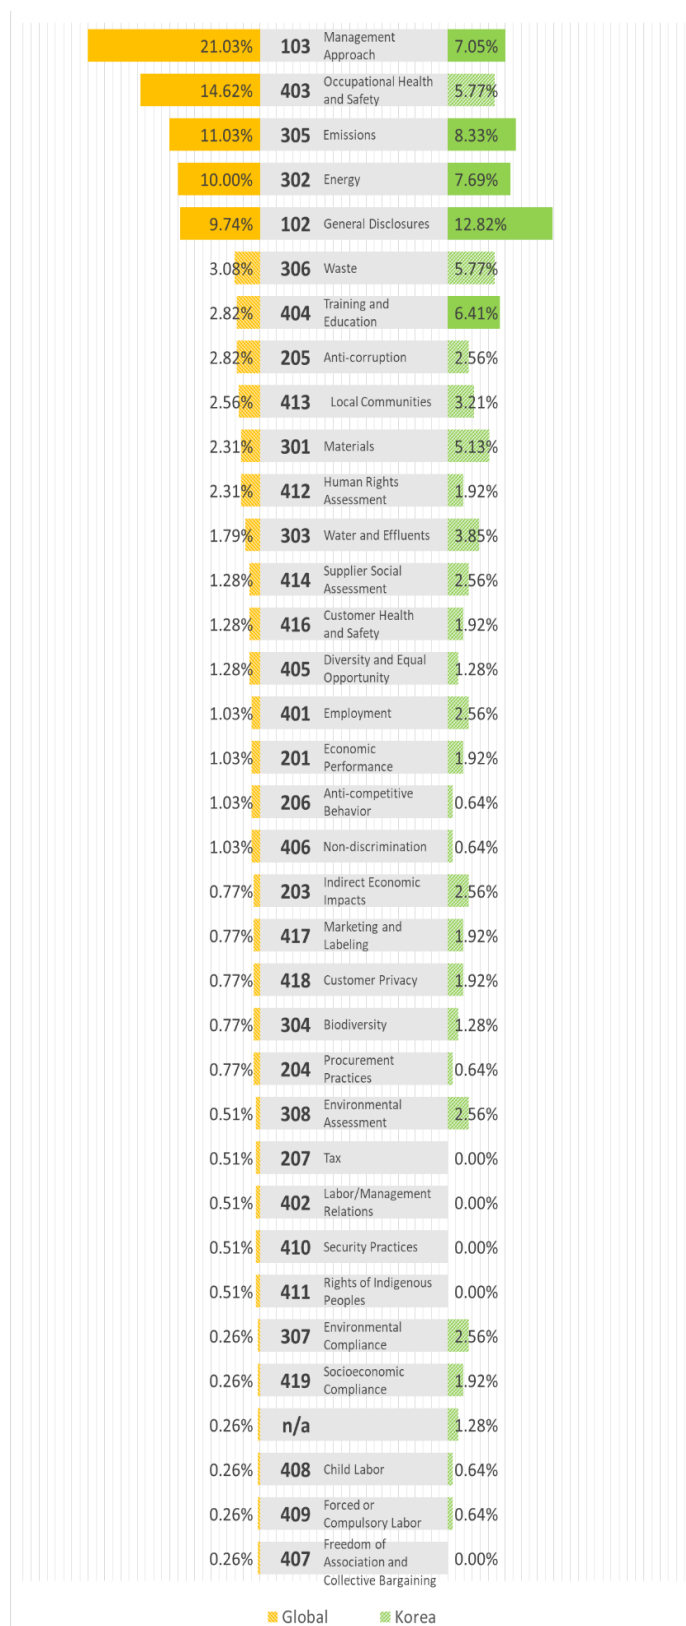 21.03% 103 Management Approach 7.05%
14.62% 403 Occupational Health and Safety 5.77%
11.03% 305 Emissions 8.33%
10.00% 302 Energy 7.69%
9.74% 102 General Disclosures 12.82%
3.08% 306 Waste 5.77%
2.82% 404 Training and Education 6.41%
2.82% 205 Anti-corruption 2.56%
2.56% 413 Local Communities 3.21%
2.31% 301 Materials 5.13%
2.31% 412 Human Rights Assessment 1.92%
1.79% 303 Water and Effluents 3.85%
1.28% 414 Supplier Social Assessment 2.56%
1.28% 416 Customer Health and Safety 1.92%
1.28% 405 Diversity and Equal Opportunity 1.28%
1.03% 401 Employment 2.56%
1.03% 201 Economic Performance 1.92%
1.03% 206 Anti-competitive Behavior 0.64%
1.03% 406 Non-discrimination 0.64%
0.77% 203 Indirect Economic Impacts 2.56%
0.77% 417 Marketing and Labeling 1.92%
0.77% 418 Customer Privacy 1.92%
0.77% 304 Biodiversity 1.28%
0.77% 204 Procurement Practices 0.64%
0.51% 308 Environmental Assessment 2.56%
0.51% 207 Tax 0.00%
0.51% 402 Labor/Management Relations 0.00%
0.51% 410 Security Practices 0.00%
0.51% 411 Rights of Indigenous Peoples 0.00%
0.26% 307 Environmental Compliance 2.56%
0.26% 419 Socioeconomic Compliance 1.92%
0.26% n/a 1.28%
0.26% 408 Child Labor 0.64%
0.26% 409 Forced or Compulsory Labor 0.64%
0.26% 407 Freedom of Association and Collective Bargaining 0.00%
Global Korea